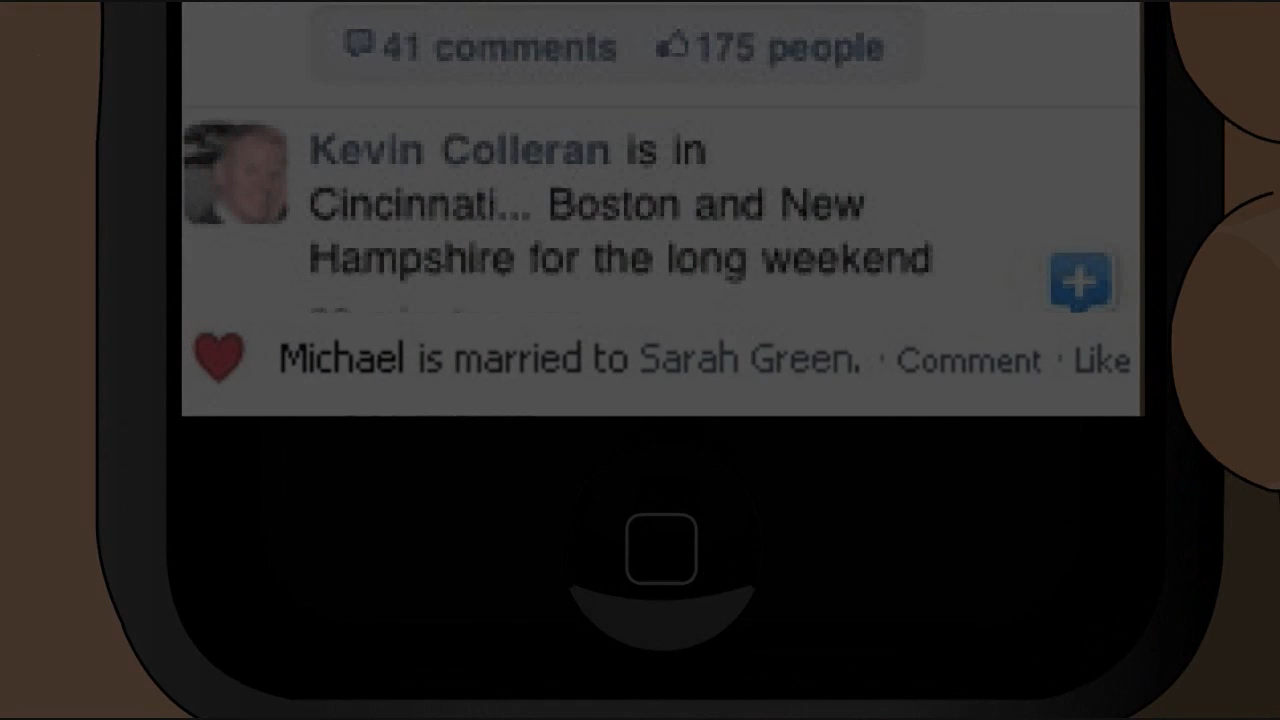 41 comments 175 people
Kevin Colleran is in
Cincinnati... Boston and New
Hampshire for the long weekend
Michael is married to Sarah Green. · Comment · Like